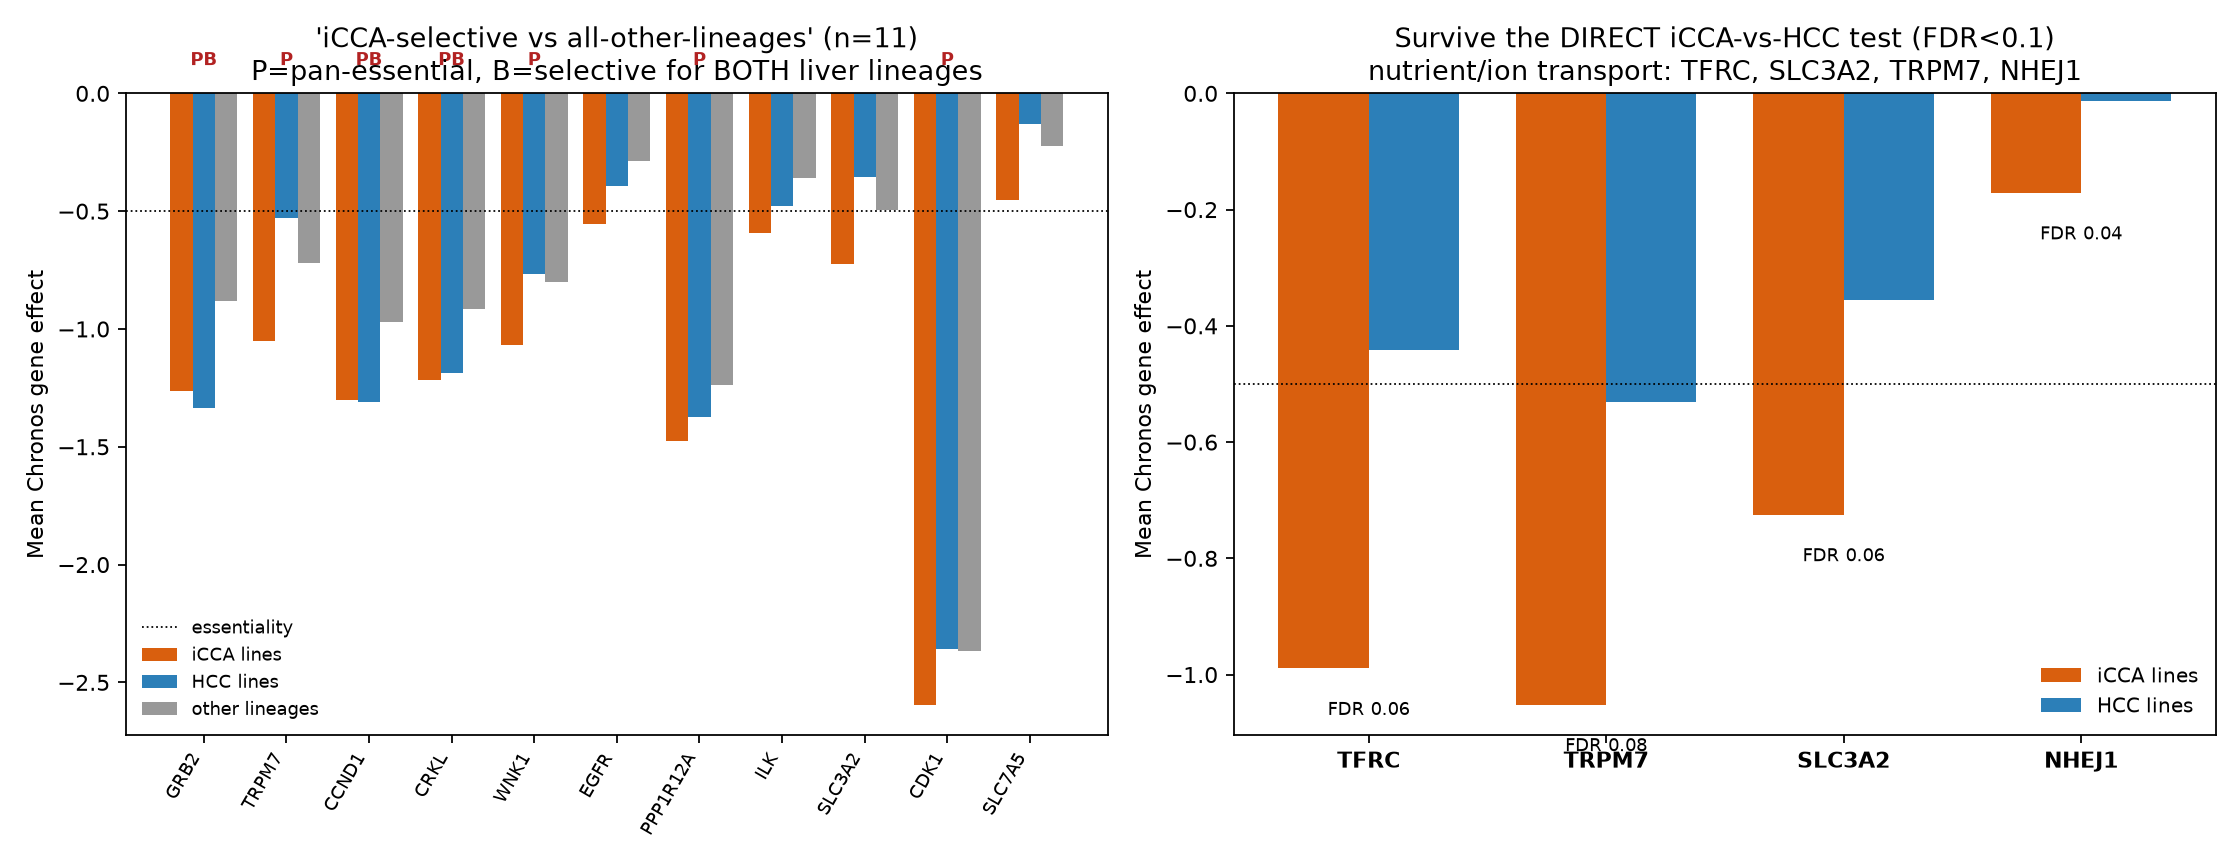 'iCCA-selective vs all-other-lineages' (n=11)
PB P PB PB P P P
P=pan-essential, B=selective for BOTH liver lineages
Mean Chronos gene effect
0.0
−0.5
−1.0
−1.5
−2.0
−2.5
essentiality
iCCA lines
HCC lines
other lineages
GRB2
TRPM7
CCND1
CRKL
WNK1
EGFR
PPP1R12A
ILK
SLC3A2
CDK1
SLC7A5
Survive the DIRECT iCCA-vs-HCC test (FDR<0.1)
nutrient/ion transport: TFRC, SLC3A2, TRPM7, NHEJ1
Mean Chronos gene effect
0.0
−0.2
−0.4
−0.6
−0.8
−1.0
FDR 0.06
FDR 0.08
FDR 0.06
FDR 0.04
iCCA lines
HCC lines
TFRC
TRPM7
SLC3A2
NHEJ1